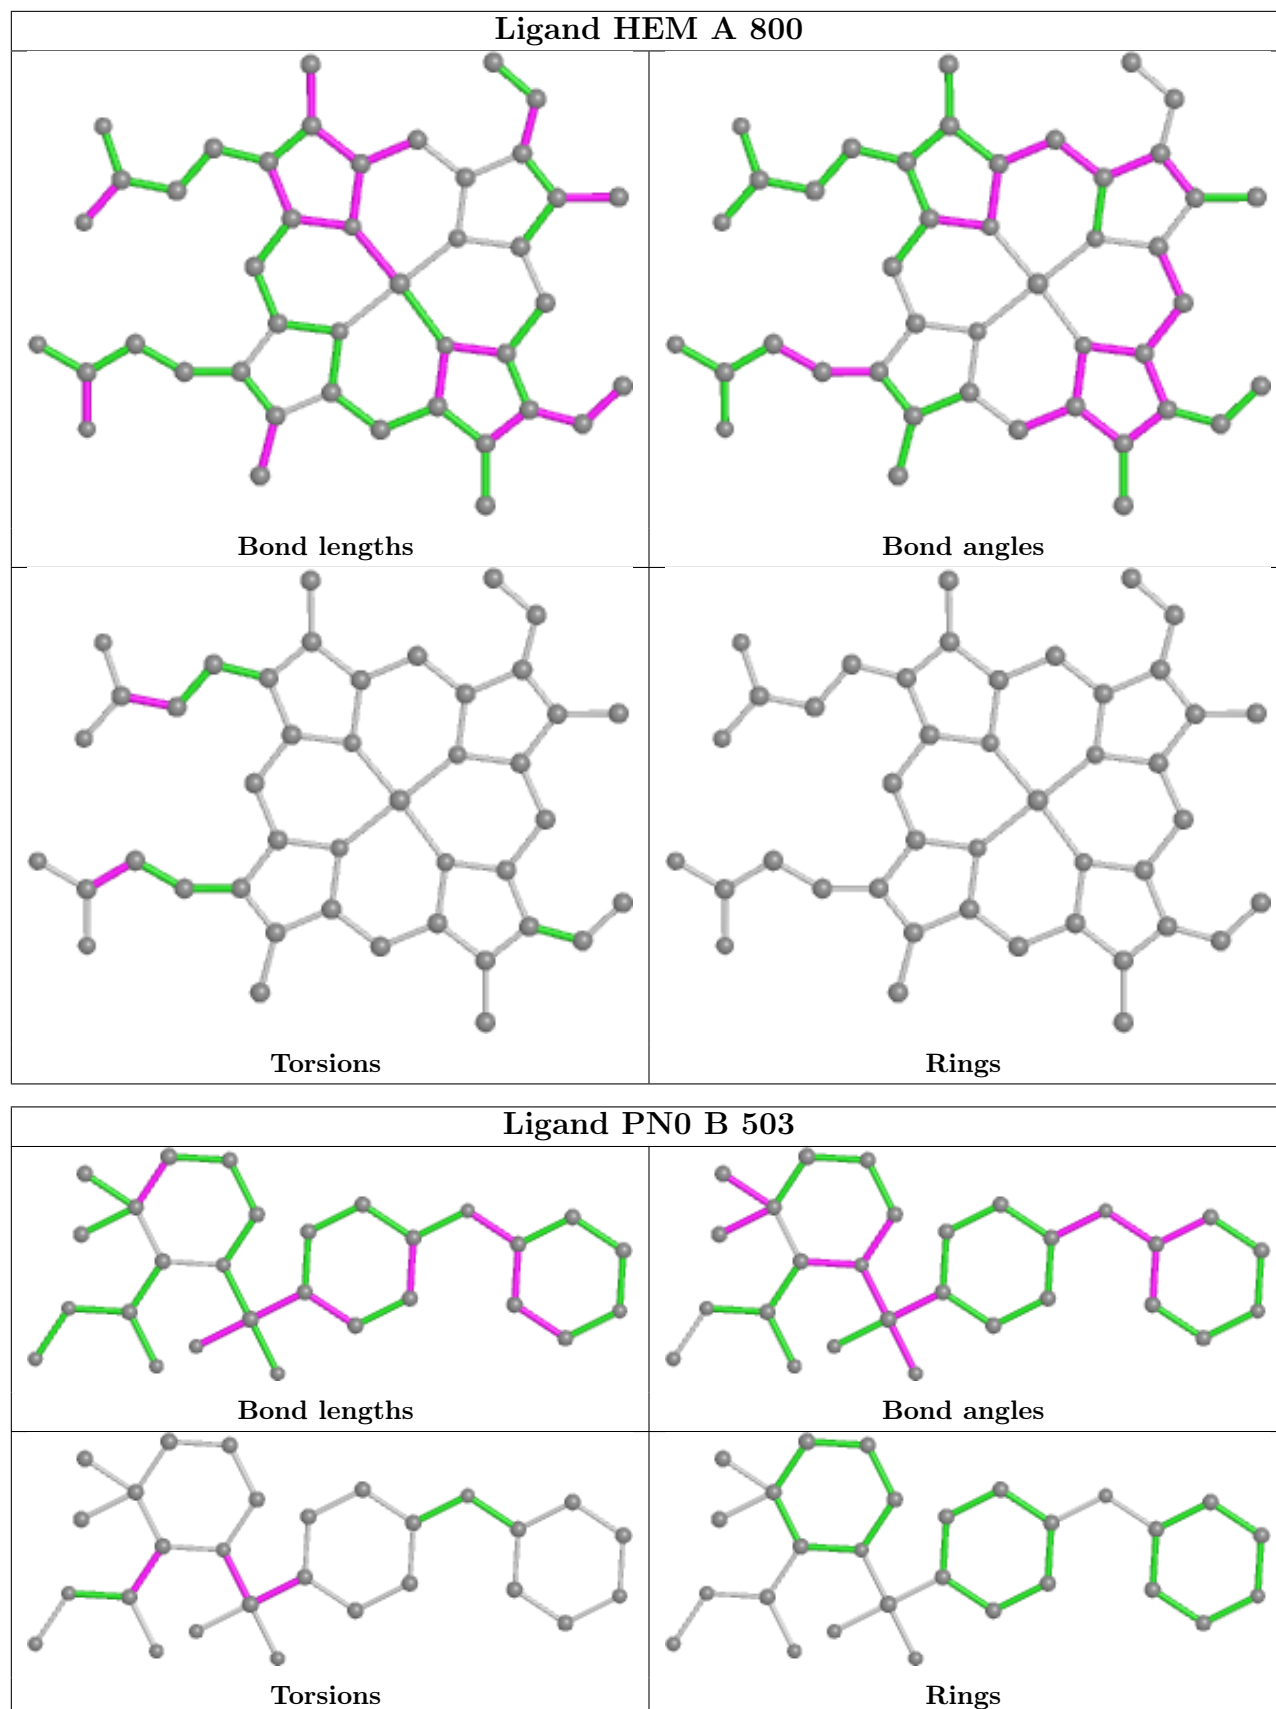 Ligand HEM A 800
Bond lengths
Bond angles
Torsions
Rings
Ligand PN0 B 503
Bond lengths
Bond angles
Torsions
Rings